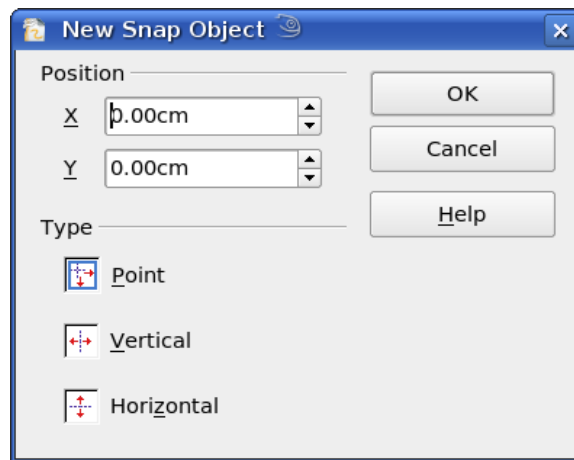 New Snap Object
Position
X 0.00cm
Y 0.00cm
OK
Cancel
Help
Type
Point
Vertical
Horizontal